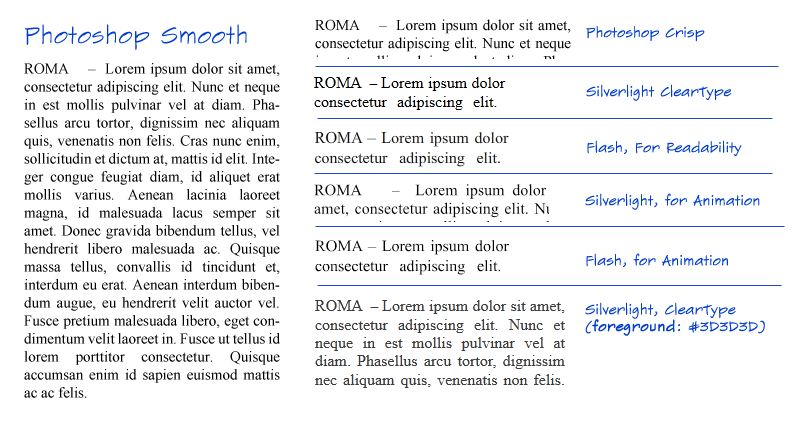 Photoshop Smooth
ROMA – Lorem ipsum dolor sit amet,
consectetur adipiscing elit. Nunc et neque
in est mollis pulvinar vel at diam. Pha-
sellus arcu tortor, dignissim nec aliquam
quis, venenatis non felis. Cras nunc enim,
sollicitudin et dictum at, mattis id elit. Inte-
ger congue feugiat diam, id aliquet erat
mollis varius. Aenean lacinia laoreet
magna, id malesuada lacus semper sit
amet. Donec gravida bibendum tellus, vel
hendrerit libero malesuada ac. Quisque
massa tellus, convallis id tincidunt et,
interdum eu erat. Aenean interdum biben-
dum augue, eu hendrerit velit auctor vel.
Fusce pretium malesuada libero, eget con-
dimentum velit laoreet in. Fusce ut tellus id
lorem porttitor consectetur. Quisque
accumsan enim id sapien euismod mattis
ac ac felis.
ROMA – Lorem ipsum dolor sit amet,
consectetur adipiscing elit. Nunc et neque
Photoshop Crisp
ROMA – Lorem ipsum dolor
consectetur adipiscing elit.
Silverlight ClearType
ROMA – Lorem ipsum dolor
consectetur adipiscing elit.
Flash, For Readability
ROMA – Lorem ipsum dolor
amet, consectetur adipiscing elit. Nu
Silverlight, for Animation
ROMA – Lorem ipsum dolor
consectetur adipiscing elit.
Flash, for Animation
ROMA – Lorem ipsum dolor sit amet,
consectetur adipiscing elit. Nunc et
neque in est mollis pulvinar vel at
diam. Phasellus arcu tortor, dignissim
nec aliquam quis, venenatis non felis.
Silverlight, ClearType
(foreground: #3D3D3D)